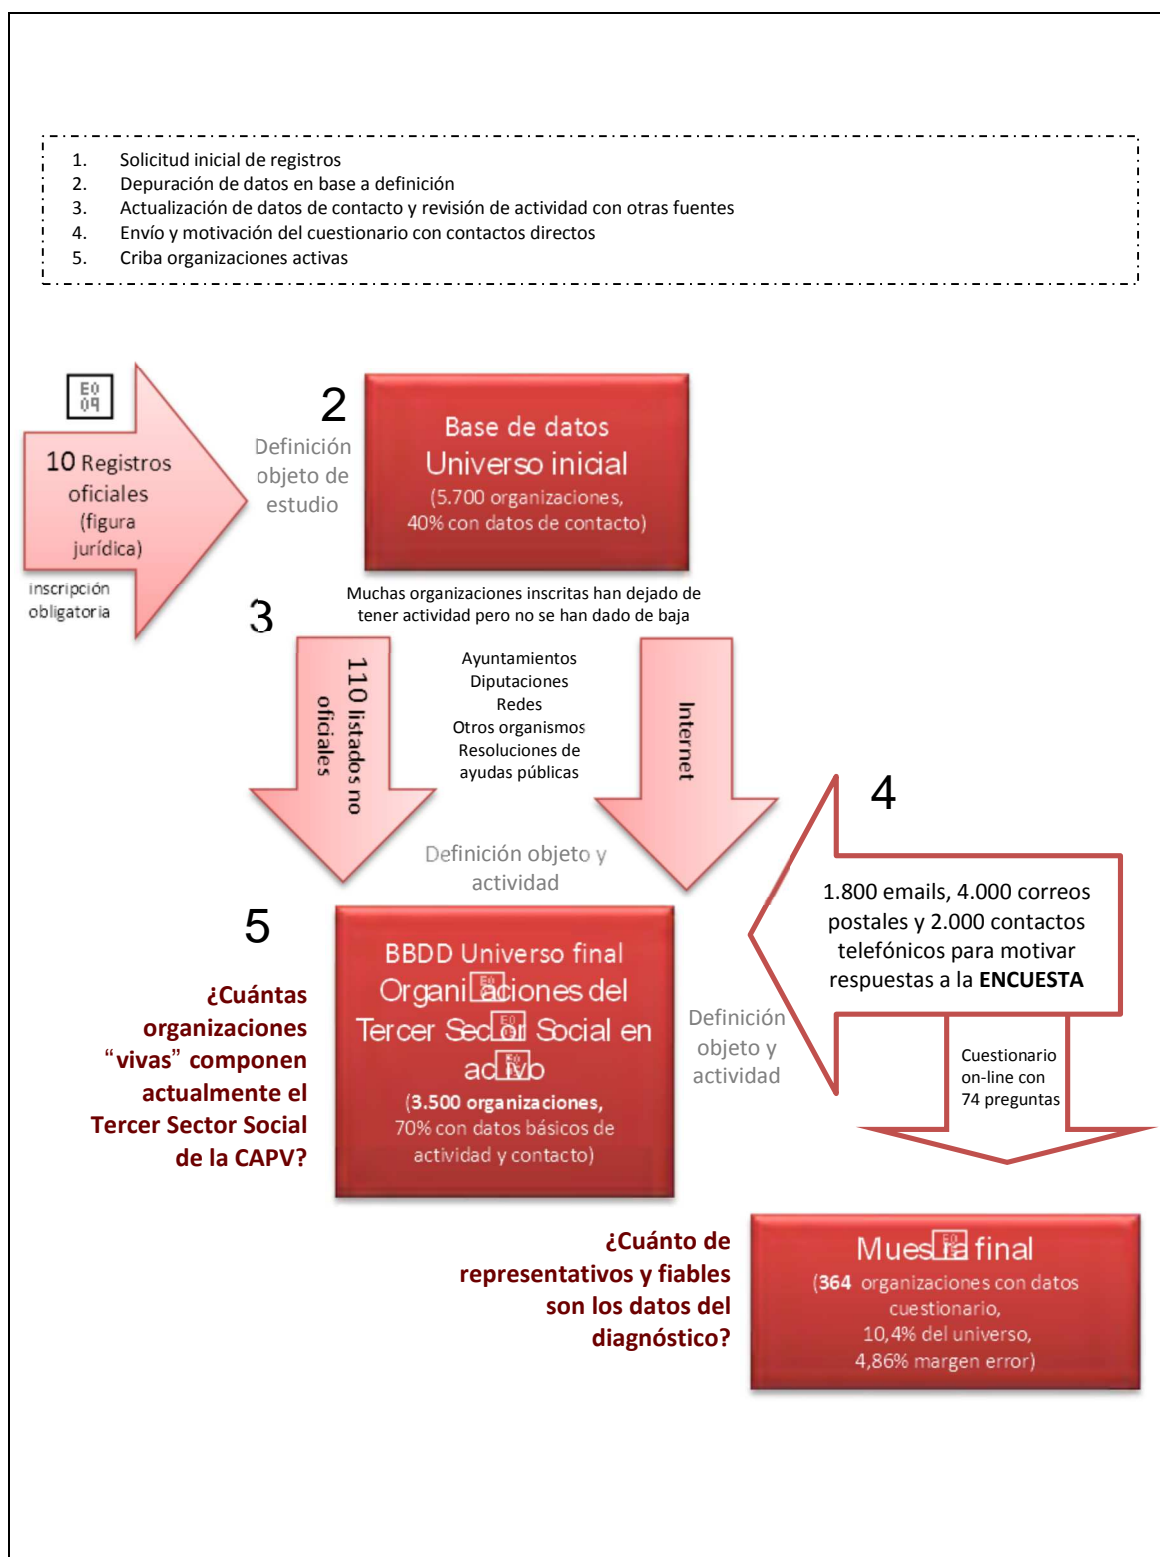 1. Solicitud inicial de registros
2. Depuración de datos en base a definición
3. Actualización de datos de contacto y revisión de actividad con otras fuentes
4. Envío y motivación del cuestionario con contactos directos
5. Criba organizaciones activas
E0
09
10 Registros
oficiales
(figura
jurídica)
inscripción
obligatoria
2
Definición
objeto de
estudio
Base de datos
Universo inicial
(5.700 organizaciones,
40% con datos de contacto)
Muchas organizaciones inscritas han dejado de
tener actividad pero no se han dado de baja
3
110 listados no
oficiales
Ayuntamientos
Diputaciones
Redes
Otros organismos
Resoluciones de
ayudas públicas
Internet
Definición objeto y
actividad
4
1.800 emails, 4.000 correos
postales y 2.000 contactos
telefónicos para motivar
respuestas a la ENCUESTA
Cuestionario
on-line con
74 preguntas
5
¿Cuántas
organizaciones
“vivas” componen
actualmente el
Tercer Sector Social
de la CAPV?
BBDD Universo final
Organizaciones del
Tercer Sector Social en
activo
(3.500 organizaciones,
70% con datos básicos de
actividad y contacto)
Definición
objeto y
actividad
¿Cuánto de
representativos y fiables
son los datos del
diagnóstico?
Muestra final
(364 organizaciones con datos
cuestionario,
10,4% del universo,
4,86% margen error)